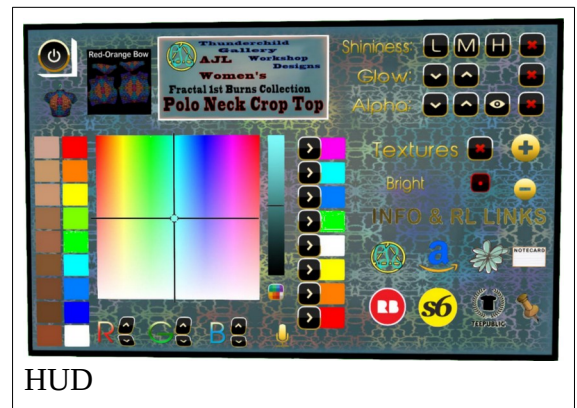 Red-Orange Bow
Thunderchild
Gallery
AJL Workshop
Designs
Women's
Fractal 1st Burns Collection
Polo Neck Crop Top
Shininess: L M H
Glow:
Alpha:
Textures
Bright
INFO & RL LINKS
a
NOTECARD
RB
s6
TEEPUBLIC
R G B
HUD